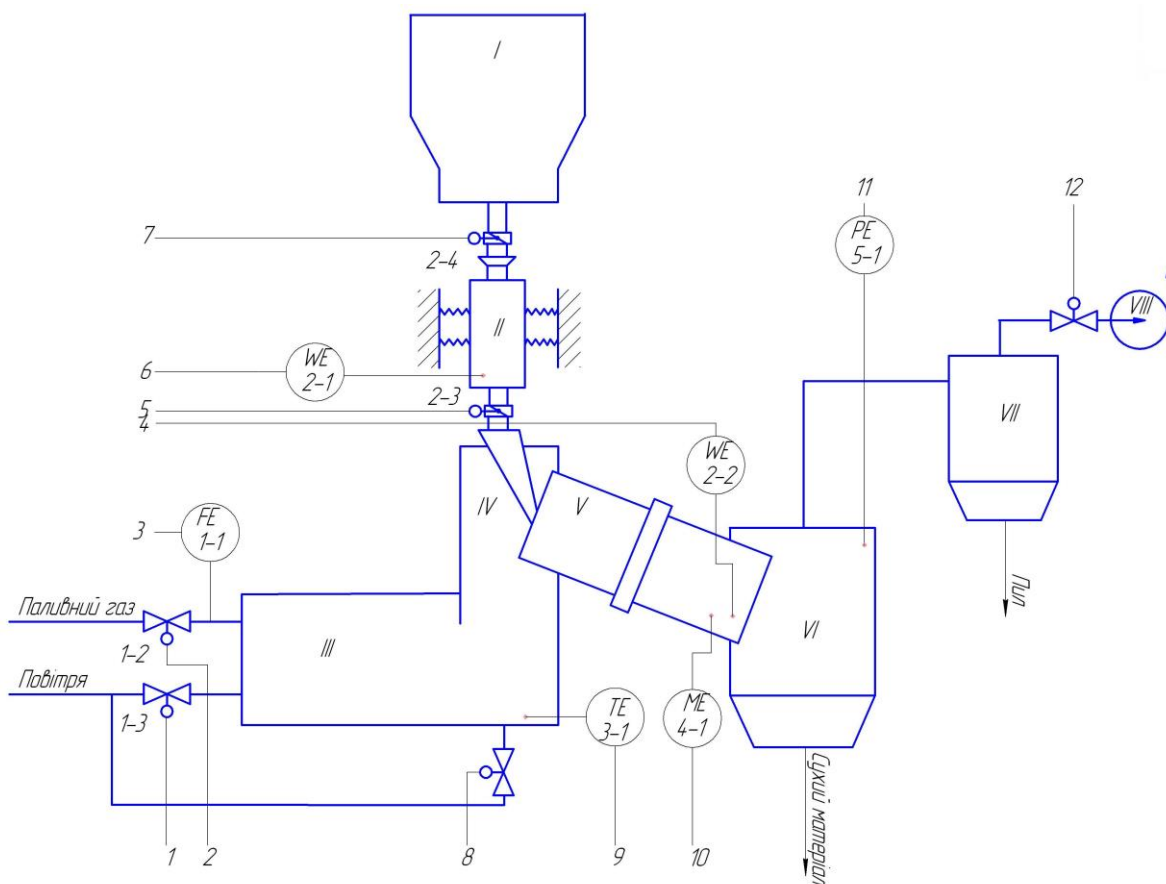 I
7
2-4
11
PE
5-1
12
VIII
II
6
WE
2-1
2-3
5
4
WE
2-2
VII
IV
V
3
FE
1-1
Паливний газ
1-2
III
VI
Пил
Повітря
1-3
TE
3-1
ME
4-1
Сухий матеріал
1
2
8
9
10